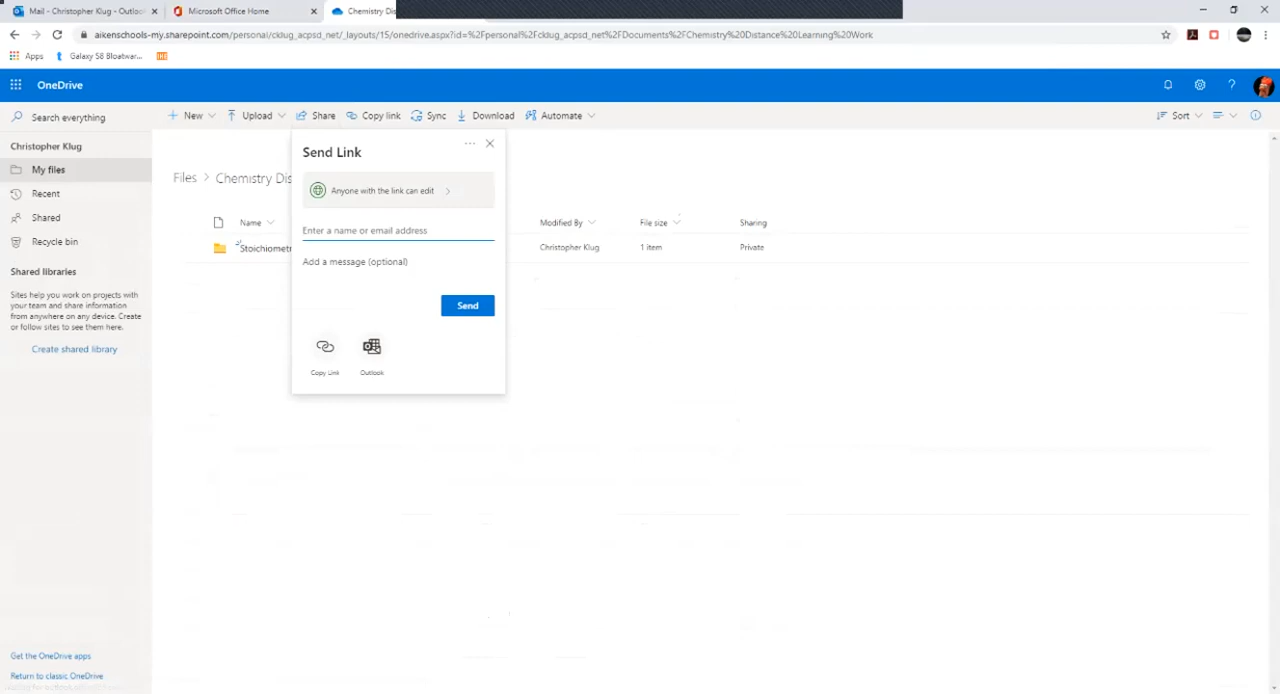 Mail - Christopher Klug - Outlo
Microsoft Office Home
Chemistry Dis
aikenschools-my.sharepoint.com/personal/cklug_acpsd_net/_layouts/15/onedrive.aspx?id=%2Fpersonal%2Fcklug_acpsd_net%2FDocuments%2FChemistry%20Distance%20Learning%20Work
Apps
Galaxy S8 Bloatwar...
OneDrive
Search everything
New
Upload
Share
Copy link
Sync
Download
Automate
Sort
Christopher Klug
My files
Recent
Shared
Recycle bin
Shared libraries
Sites help you work on projects with
your team and share information
from anywhere on any device. Create
or follow sites to see them here.
Create shared library
Get the OneDrive apps
Return to classic OneDrive
Files > Chemistry Dis
Name
Modified By
File size
Sharing
Stoichiometr
Christopher Klug
1 item
Private
Send Link
Anyone with the link can edit
Enter a name or email address
Add a message (optional)
Send
Copy Link
Outlook